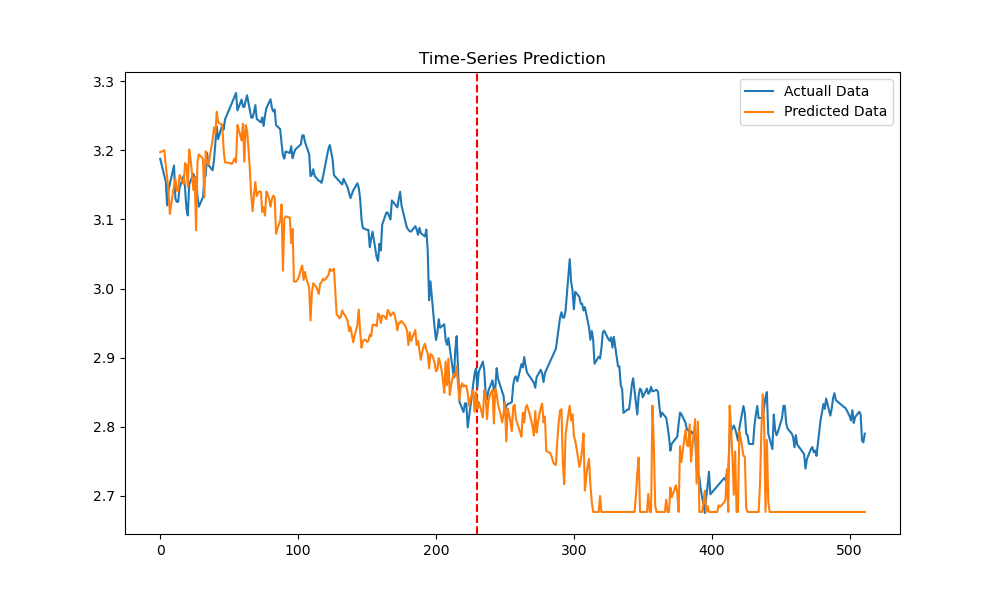 Time-Series Prediction
Actuall Data
Predicted Data
3.3
3.2
3.1
3.0
2.9
2.8
2.7
0 100 200 300 400 500